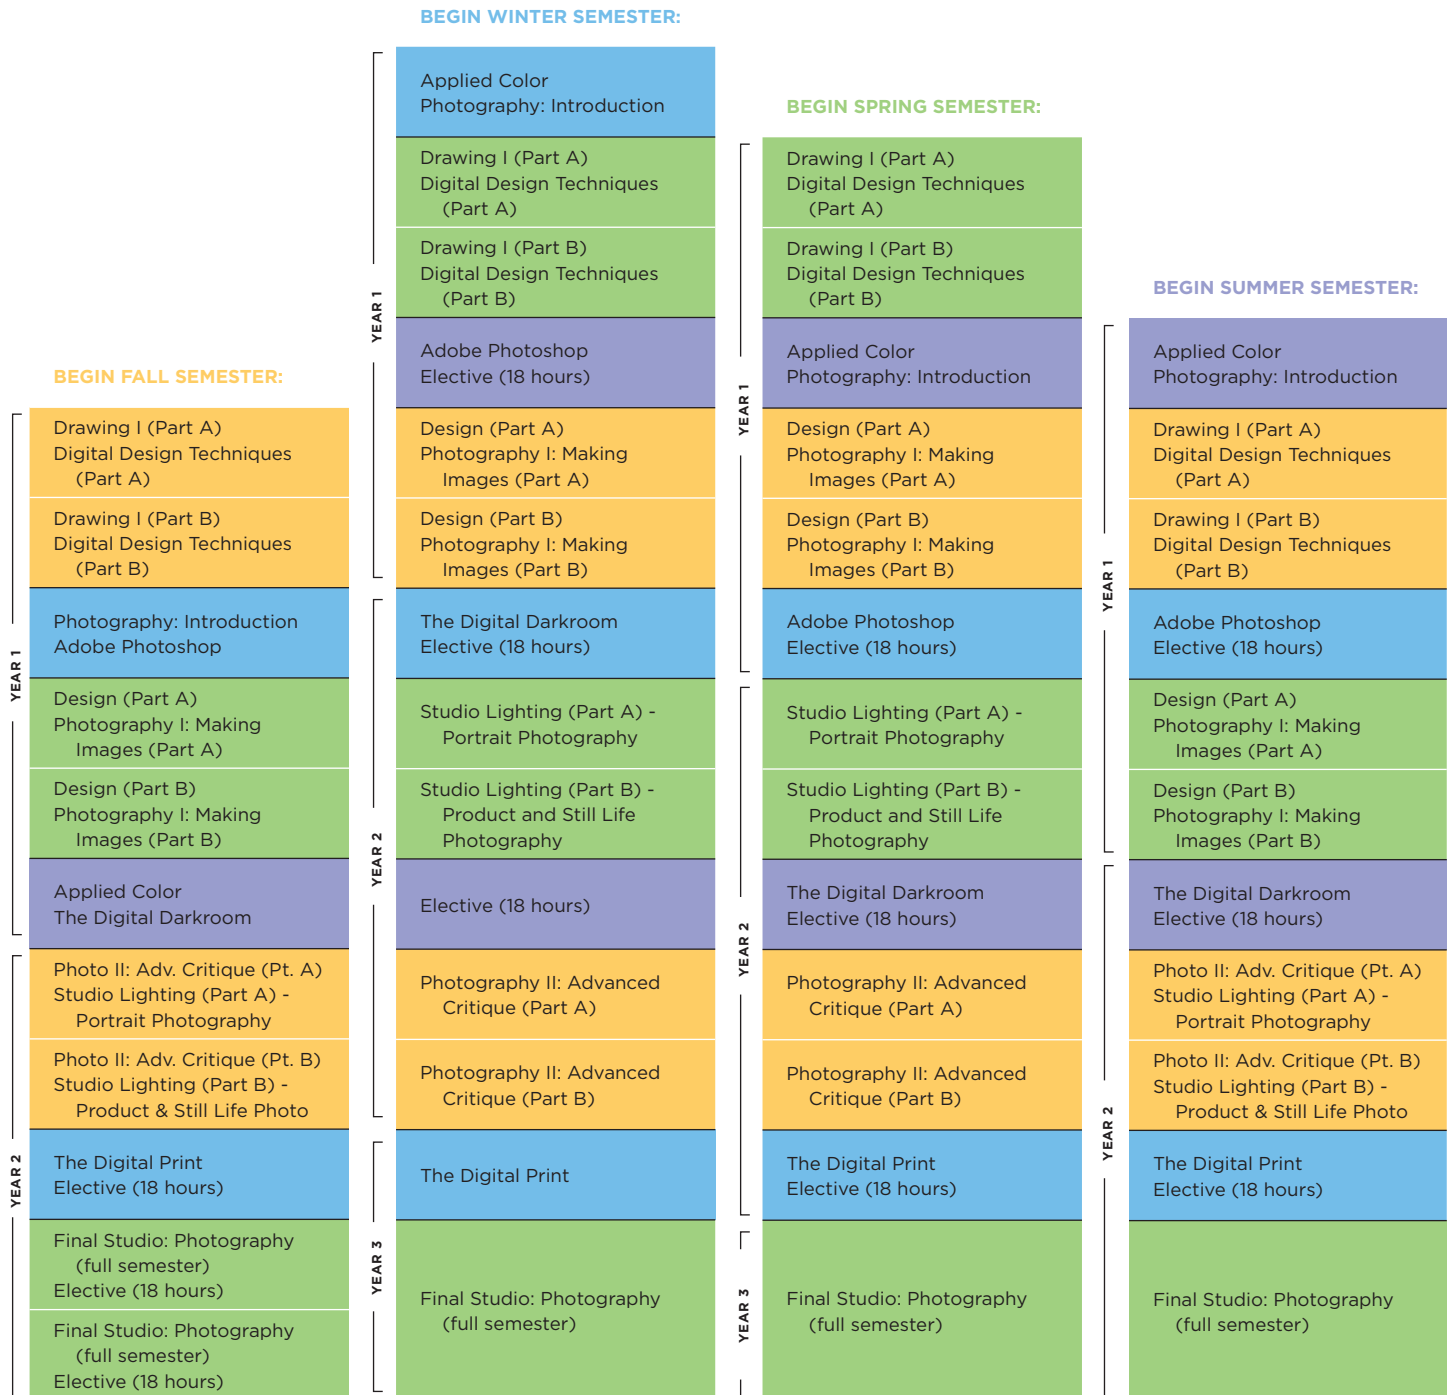 BEGIN WINTER SEMESTER:
YEAR 1
Applied Color
Photography: Introduction
Drawing I (Part A)
Digital Design Techniques
(Part A)
Drawing I (Part B)
Digital Design Techniques
(Part B)
Adobe Photoshop
Elective (18 hours)
Design (Part A)
Photography I: Making
Images (Part A)
Design (Part B)
Photography I: Making
Images (Part B)
YEAR 2
The Digital Darkroom
Elective (18 hours)
Studio Lighting (Part A) -
Portrait Photography
Studio Lighting (Part B) -
Product and Still Life
Photography
Elective (18 hours)
Photography II: Advanced
Critique (Part A)
Photography II: Advanced
Critique (Part B)
YEAR 3
The Digital Print
Final Studio: Photography
(full semester)
BEGIN SPRING SEMESTER:
YEAR 1
Drawing I (Part A)
Digital Design Techniques
(Part A)
Drawing I (Part B)
Digital Design Techniques
(Part B)
Applied Color
Photography: Introduction
Design (Part A)
Photography I: Making
Images (Part A)
Design (Part B)
Photography I: Making
Images (Part B)
Adobe Photoshop
Elective (18 hours)
YEAR 2
Studio Lighting (Part A) -
Portrait Photography
Studio Lighting (Part B) -
Product and Still Life
Photography
The Digital Darkroom
Elective (18 hours)
Photography II: Advanced
Critique (Part A)
Photography II: Advanced
Critique (Part B)
The Digital Print
Elective (18 hours)
YEAR 3
Final Studio: Photography
(full semester)
BEGIN SUMMER SEMESTER:
YEAR 1
Applied Color
Photography: Introduction
Drawing I (Part A)
Digital Design Techniques
(Part A)
Drawing I (Part B)
Digital Design Techniques
(Part B)
Adobe Photoshop
Elective (18 hours)
Design (Part A)
Photography I: Making
Images (Part A)
Design (Part B)
Photography I: Making
Images (Part B)
YEAR 2
The Digital Darkroom
Elective (18 hours)
Photo II: Adv. Critique (Pt. A)
Studio Lighting (Part A) -
Portrait Photography
Photo II: Adv. Critique (Pt. B)
Studio Lighting (Part B) -
Product & Still Life Photo
The Digital Print
Elective (18 hours)
Final Studio: Photography
(full semester)
BEGIN FALL SEMESTER:
YEAR 1
Drawing I (Part A)
Digital Design Techniques
(Part A)
Drawing I (Part B)
Digital Design Techniques
(Part B)
Photography: Introduction
Adobe Photoshop
Design (Part A)
Photography I: Making
Images (Part A)
Design (Part B)
Photography I: Making
Images (Part B)
Applied Color
The Digital Darkroom
YEAR 2
Photo II: Adv. Critique (Pt. A)
Studio Lighting (Part A) -
Portrait Photography
Photo II: Adv. Critique (Pt. B)
Studio Lighting (Part B) -
Product & Still Life Photo
The Digital Print
Elective (18 hours)
Final Studio: Photography
(full semester)
Elective (18 hours)
Final Studio: Photography
(full semester)
Elective (18 hours)